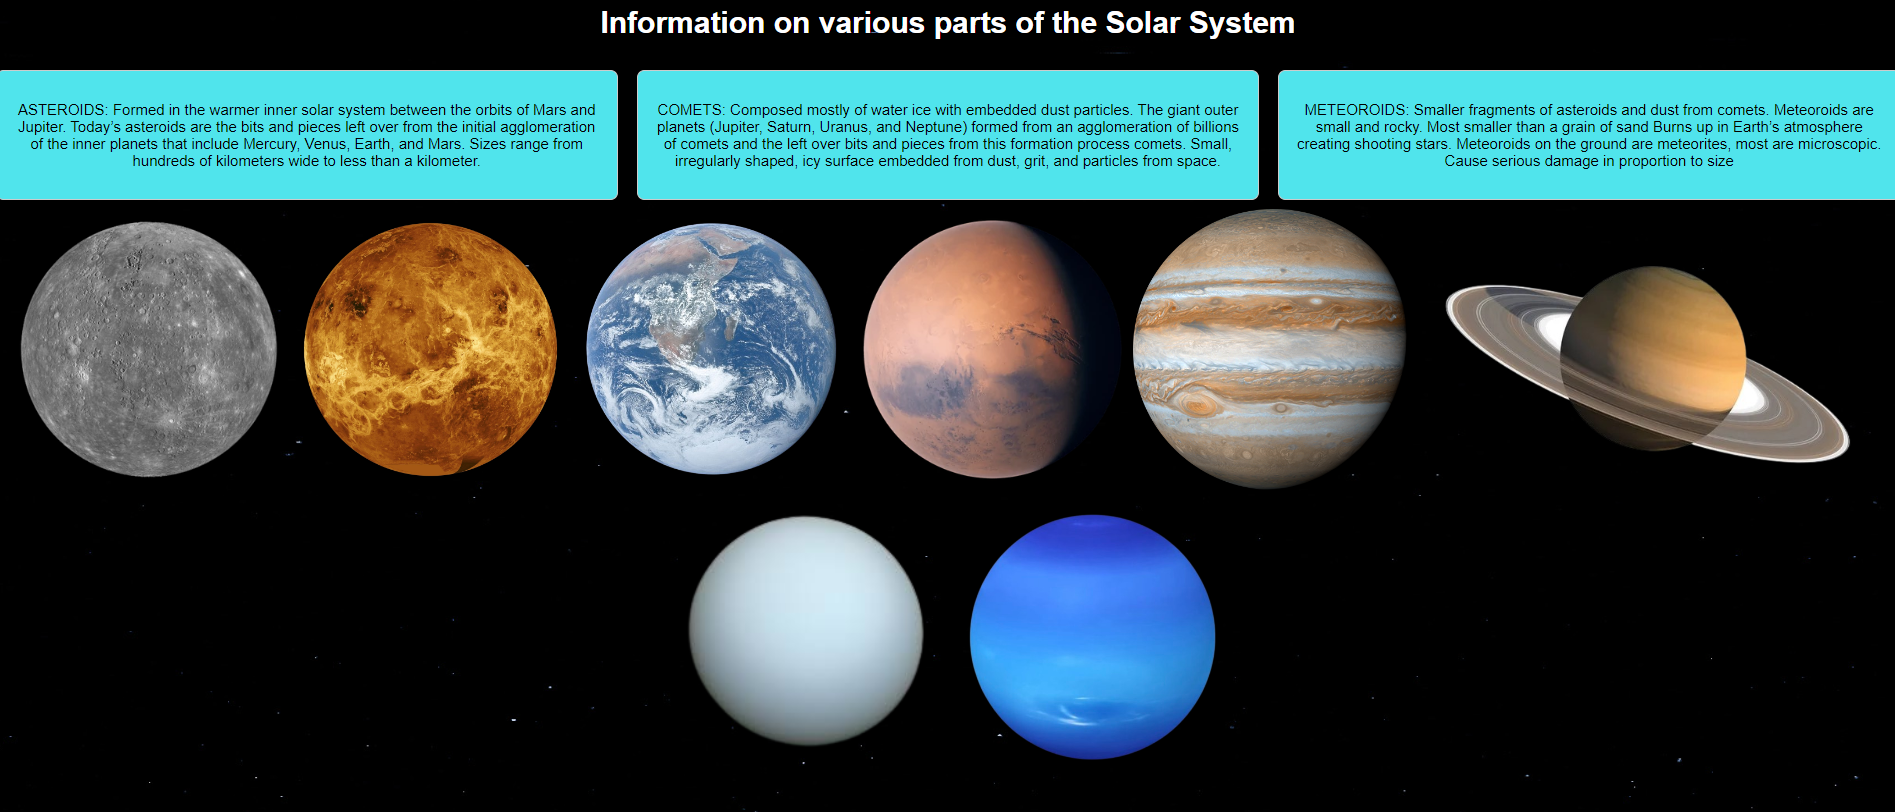 Information on various parts of the Solar System
ASTEROIDS: Formed in the warmer inner solar system between the orbits of Mars and
Jupiter. Today's asteroids are the bits and pieces left over from the initial agglomeration
of the inner planets that include Mercury, Venus, Earth, and Mars. Sizes range from
hundreds of kilometers wide to less than a kilometer.
COMETS: Composed mostly of water ice with embedded dust particles. The giant outer
planets (Jupiter, Saturn, Uranus, and Neptune) formed from an agglomeration of billions
of comets and the left over bits and pieces from this formation process comets. Small,
irregularly shaped, icy surface embedded from dust, grit, and particles from space.
METEOROIDS: Smaller fragments of asteroids and dust from comets. Meteoroids are
small and rocky. Most smaller than a grain of sand Burns up in Earth's atmosphere
creating shooting stars. Meteoroids on the ground are meteorites, most are microscopic.
Cause serious damage in proportion to size